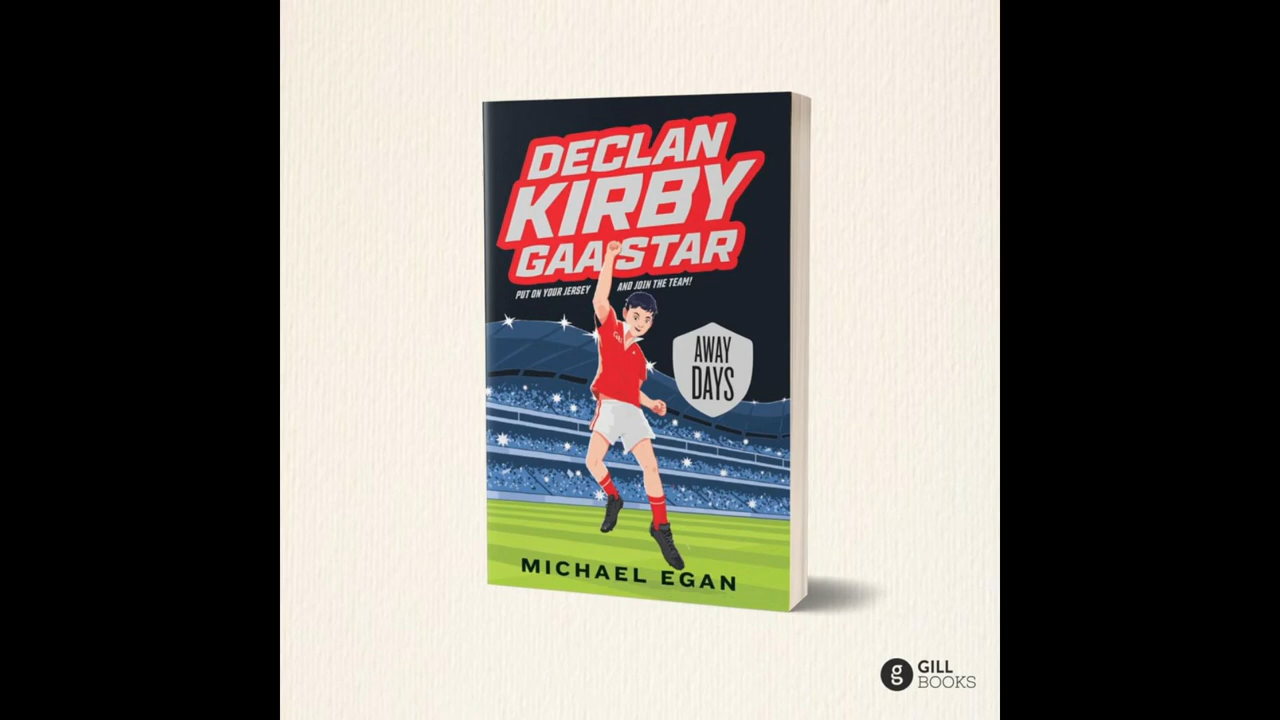 DECLAN
KIRBY
GAA STAR
PUT ON YOUR JERSEY AND JOIN THE TEAM!
AWAY
DAYS
MICHAEL EGAN
g GILL
BOOKS